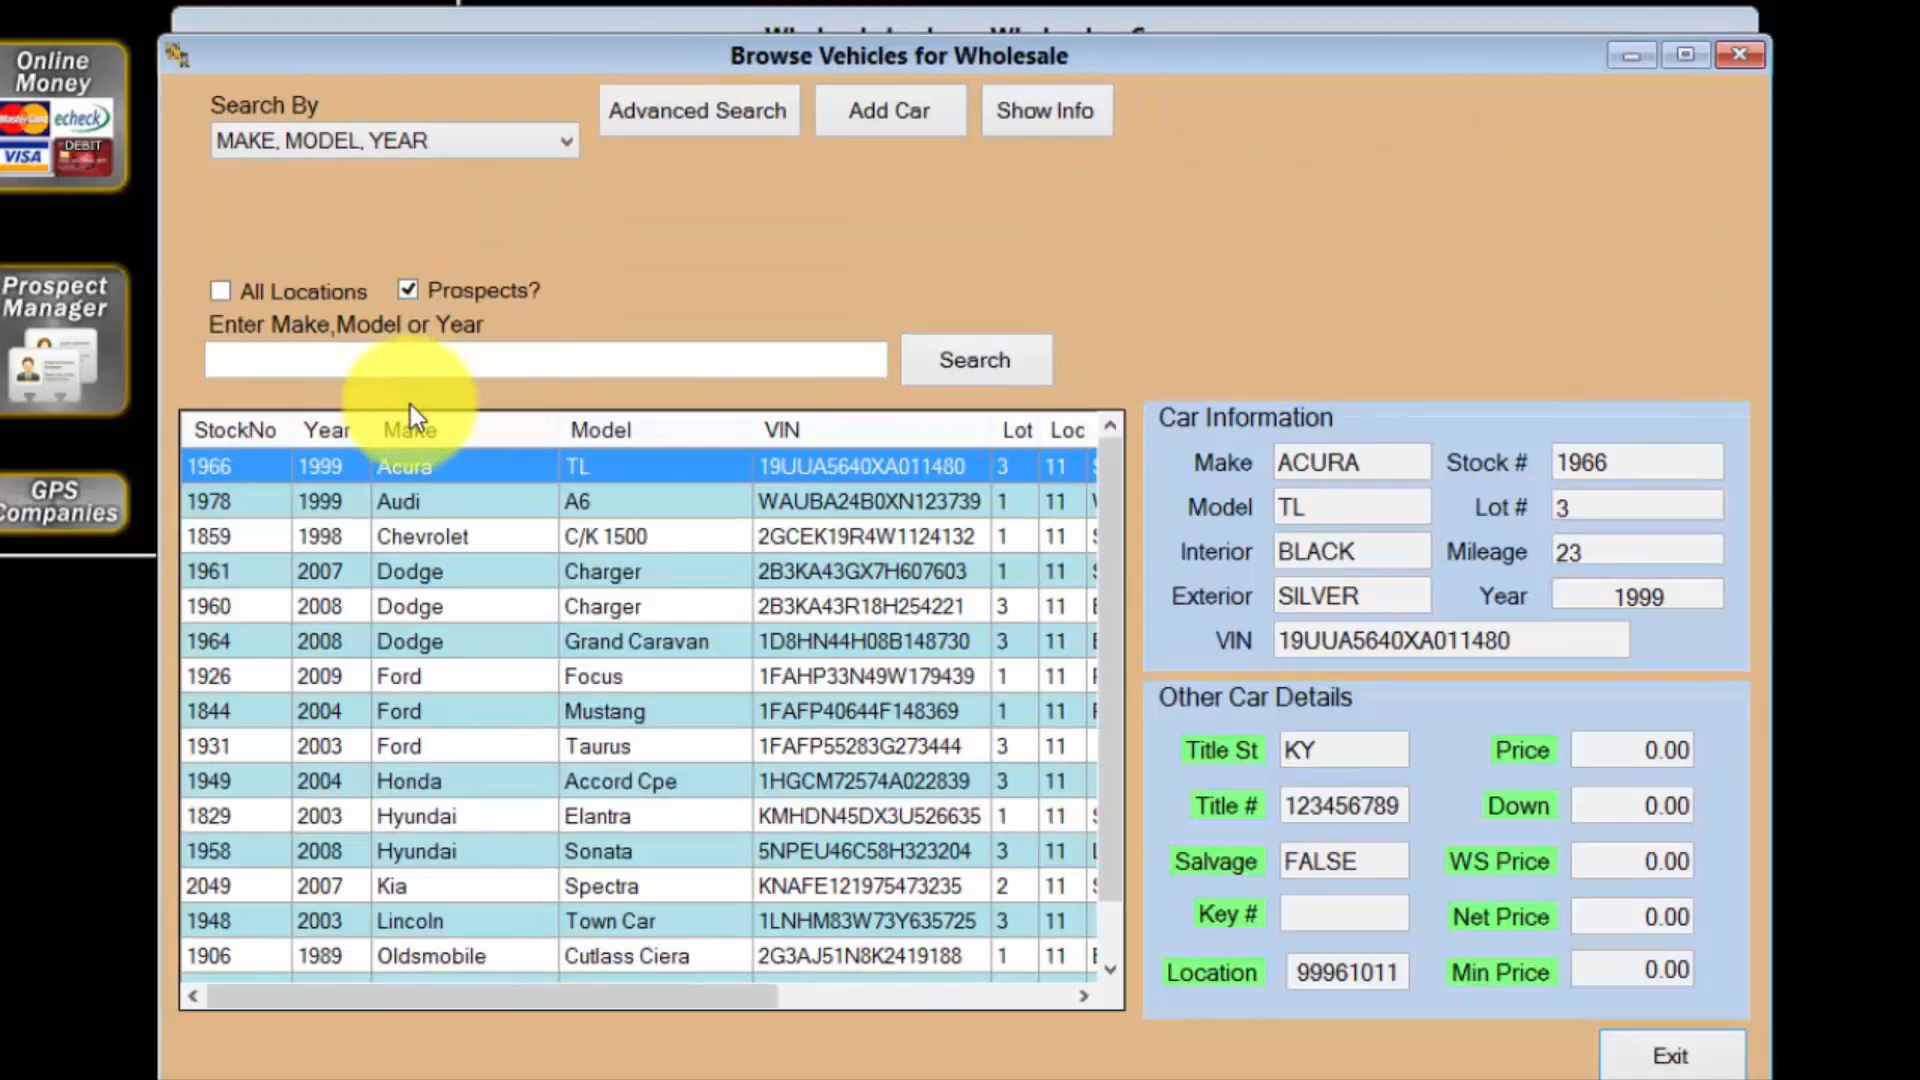 Browse Vehicles for Wholesale
Online
Money
MasterCard echeck
VISA DEBIT
Prospect
Manager
GPS
Companies
Search By
MAKE, MODEL, YEAR
Advanced Search Add Car Show Info
All Locations Prospects?
Enter Make,Model or Year
Search
StockNo Year Make Model VIN Lot Loc
1966 1999 Acura TL 19UUA5640XA011480 3 11
1978 1999 Audi A6 WAUBA24B0XN123739 1 11
1859 1998 Chevrolet C/K 1500 2GCEK19R4W1124132 1 11
1961 2007 Dodge Charger 2B3KA43GX7H607603 1 11
1960 2008 Dodge Charger 2B3KA43R18H254221 3 11
1964 2008 Dodge Grand Caravan 1D8HN44H08B148730 3 11
1926 2009 Ford Focus 1FAHP33N49W179439 1 11
1844 2004 Ford Mustang 1FAFP40644F148369 1 11
1931 2003 Ford Taurus 1FAFP55283G273444 3 11
1949 2004 Honda Accord Cpe 1HGCM72574A022839 3 11
1829 2003 Hyundai Elantra KMHDN45DX3U526635 1 11
1958 2008 Hyundai Sonata 5NPEU46C58H323204 3 11
2049 2007 Kia Spectra KNAFE121975473235 2 11
1948 2003 Lincoln Town Car 1LNHM83W73Y635725 3 11
1906 1989 Oldsmobile Cutlass Ciera 2G3AJ51N8K2419188 1 11
Car Information
Make ACURA Stock # 1966
Model TL Lot # 3
Interior BLACK Mileage 23
Exterior SILVER Year 1999
VIN 19UUA5640XA011480
Other Car Details
Title St KY Price 0.00
Title # 123456789 Down 0.00
Salvage FALSE WS Price 0.00
Key # Net Price 0.00
Location 99961011 Min Price 0.00
Exit